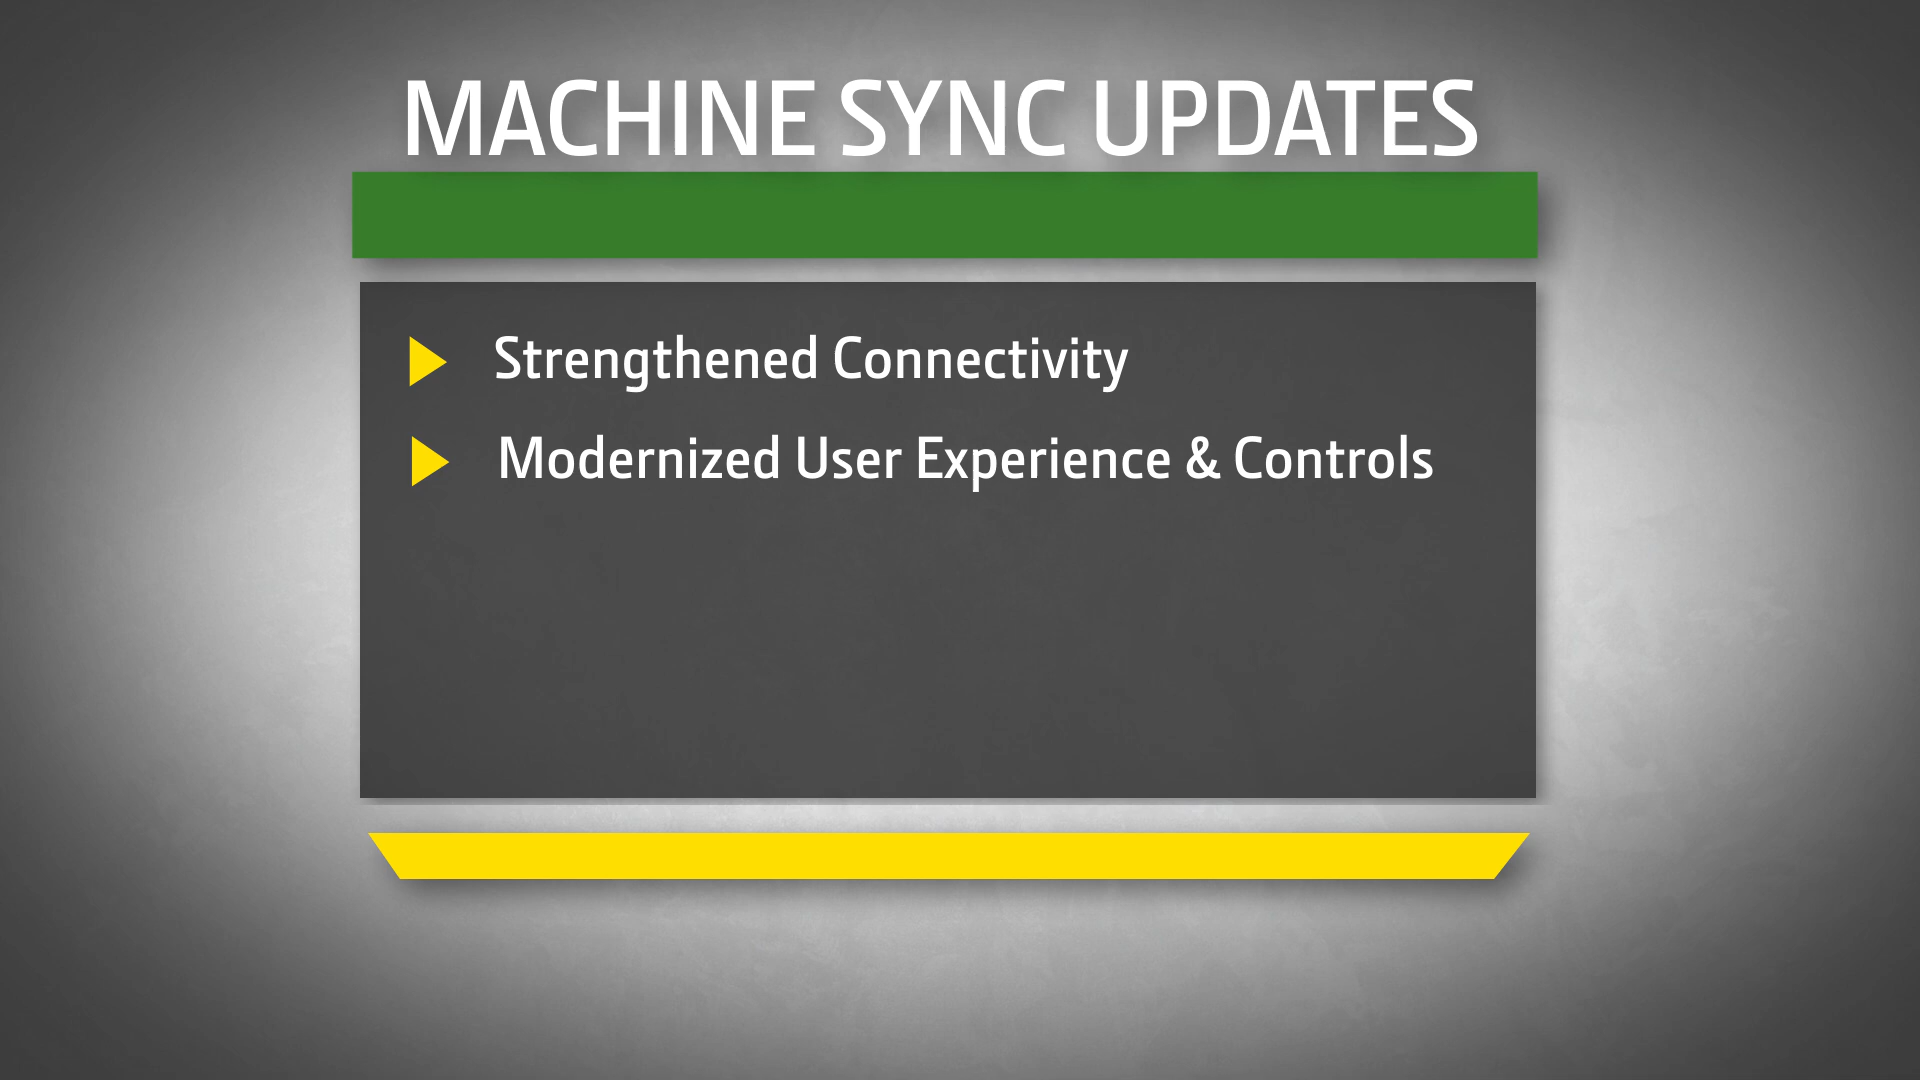 MACHINE SYNC UPDATES
Strengthened Connectivity
Modernized User Experience & Controls